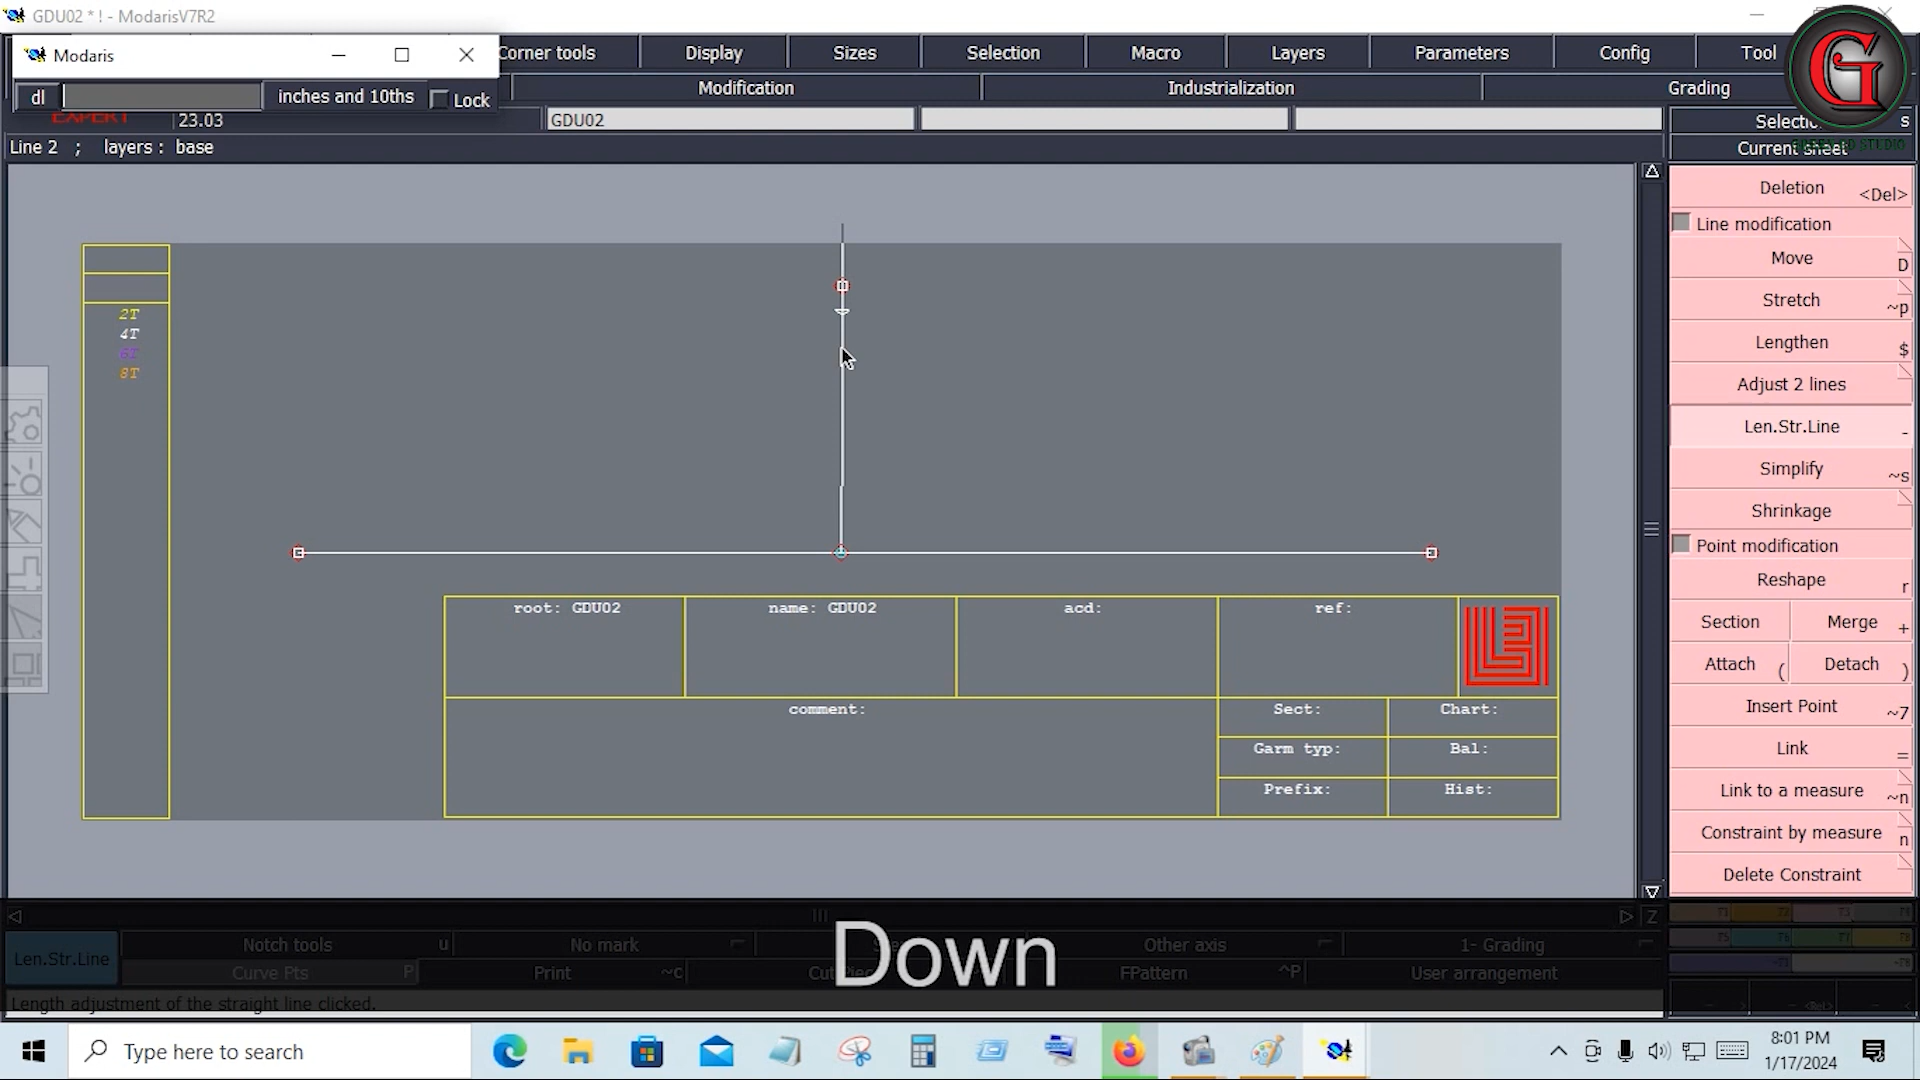 GDU02 * ! - ModarisV7R2
Modaris
Corner tools Display Sizes Selection Macro Layers Parameters Config Tool
dl inches and 10ths Lock
Modification Industrialization Grading
EXPERT 23.03 GDU02
Selectio s
Line 2 ; layers : base
Current sheet
G
Deletion <Del>
Line modification
Move D
Stretch ~p
Lengthen $
Adjust 2 lines
Len.Str.Line -
Simplify ~s
Shrinkage
Point modification
Reshape r
Section Merge +
Attach ( Detach )
Insert Point ~7
Link =
Link to a measure ~n
Constraint by measure n
Delete Constraint
2T
4T
6T
8T
root: GDU02 name: GDU02 acd: ref:
comment: Sect: Chart:
Garm typ: Bal:
Prefix: Hist:
Z
Len.Str.Line Notch tools u No mark Other axis 1- Grading
Curve Pts P Print ~c FPattern ^P User arrangement
Down
Length adjustment of the straight line clicked.
Type here to search
8:01 PM
1/17/2024